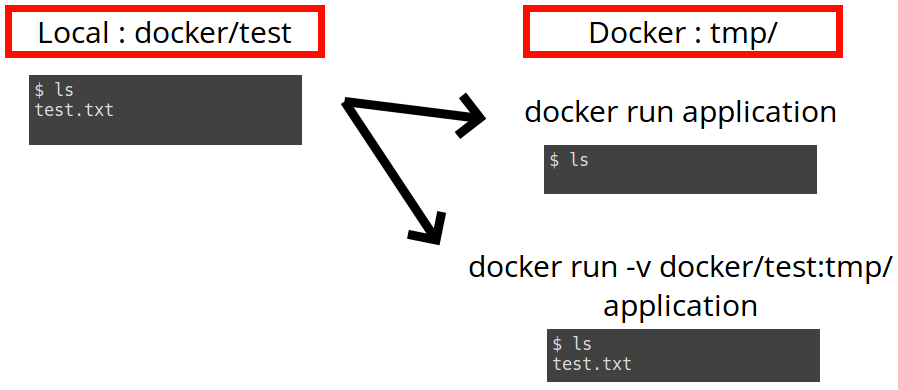 Local : docker/test
$ ls
test.txt
Docker : tmp/
docker run application
$ ls
docker run -v docker/test:tmp/
application
$ ls
test.txt